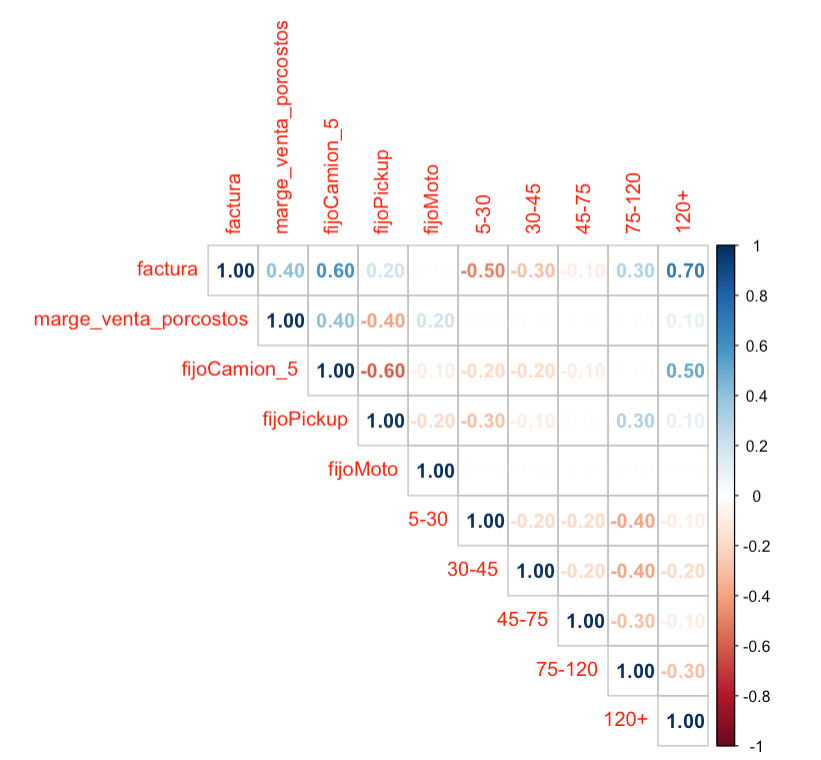 factura marge_venta_porcostos fijoCamion_5 fijoPickup fijoMoto 5-30 30-45 45-75 75-120 120+
factura 1.00 0.40 0.60 0.20 -0.50 -0.30 -0.10 0.30 0.70
marge_venta_porcostos 1.00 0.40 -0.40 0.20 0.10
fijoCamion_5 1.00 -0.60 -0.10 -0.20 -0.20 -0.10 0.50
fijoPickup 1.00 -0.20 -0.30 -0.10 0.30 0.10
fijoMoto 1.00
5-30 1.00 -0.20 -0.20 -0.40 -0.10
30-45 1.00 -0.20 -0.40 -0.20
45-75 1.00 -0.30 -0.10
75-120 1.00 -0.30
120+ 1.00
1
0.8
0.6
0.4
0.2
0
-0.2
-0.4
-0.6
-0.8
-1